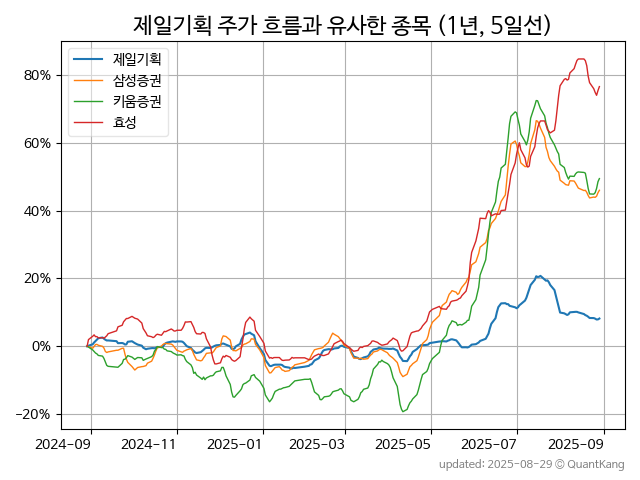 제일기획 주가 흐름과 유사한 종목 (1년, 5일선)
제일기획
삼성증권
키움증권
효성
80%
60%
40%
20%
0%
−20%
2024-09 2024-11 2025-01 2025-03 2025-05 2025-07 2025-09
updated: 2025-08-29 © QuantKang